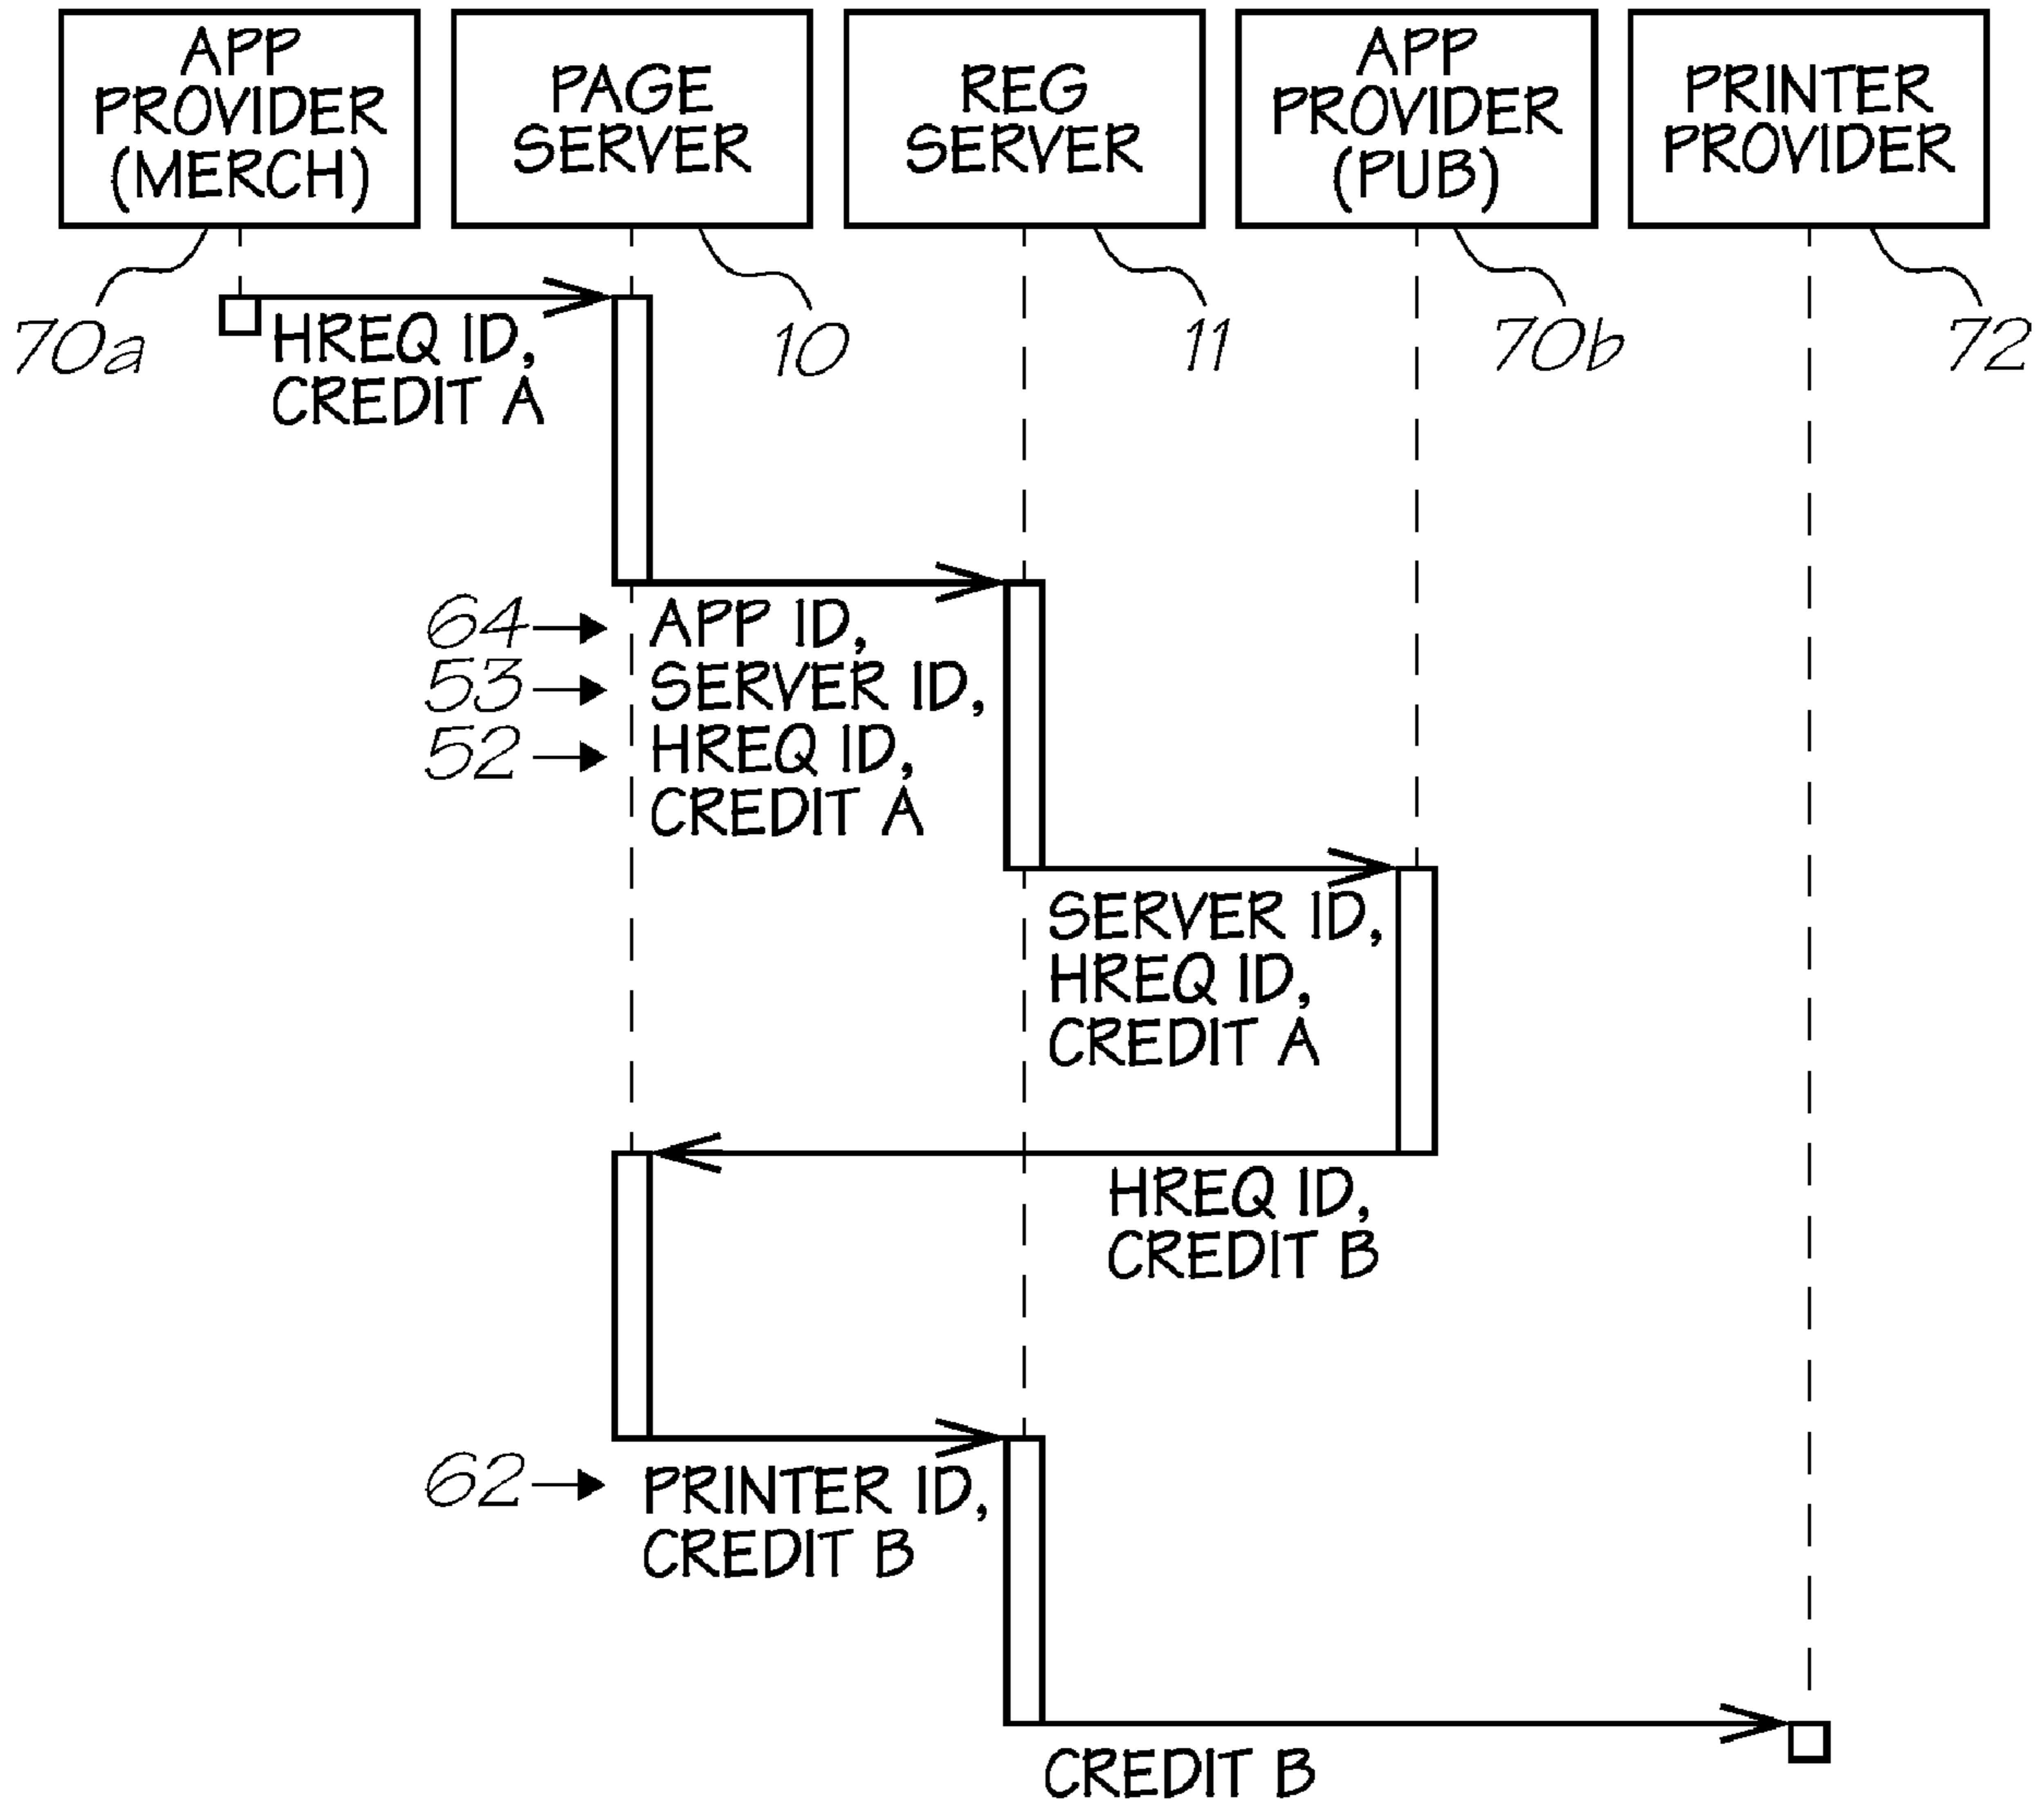 APP
PROVIDER
(MERCH)
PAGE
SERVER
REG
SERVER
APP
PROVIDER
(PUB)
PRINTER
PROVIDER
70a
10
11
70b
72
HREQ ID,
CREDIT A
64
APP ID,
53
SERVER ID,
52
HREQ ID,
CREDIT A
SERVER ID,
HREQ ID,
CREDIT A
HREQ ID,
CREDIT B
62
PRINTER ID,
CREDIT B
CREDIT B